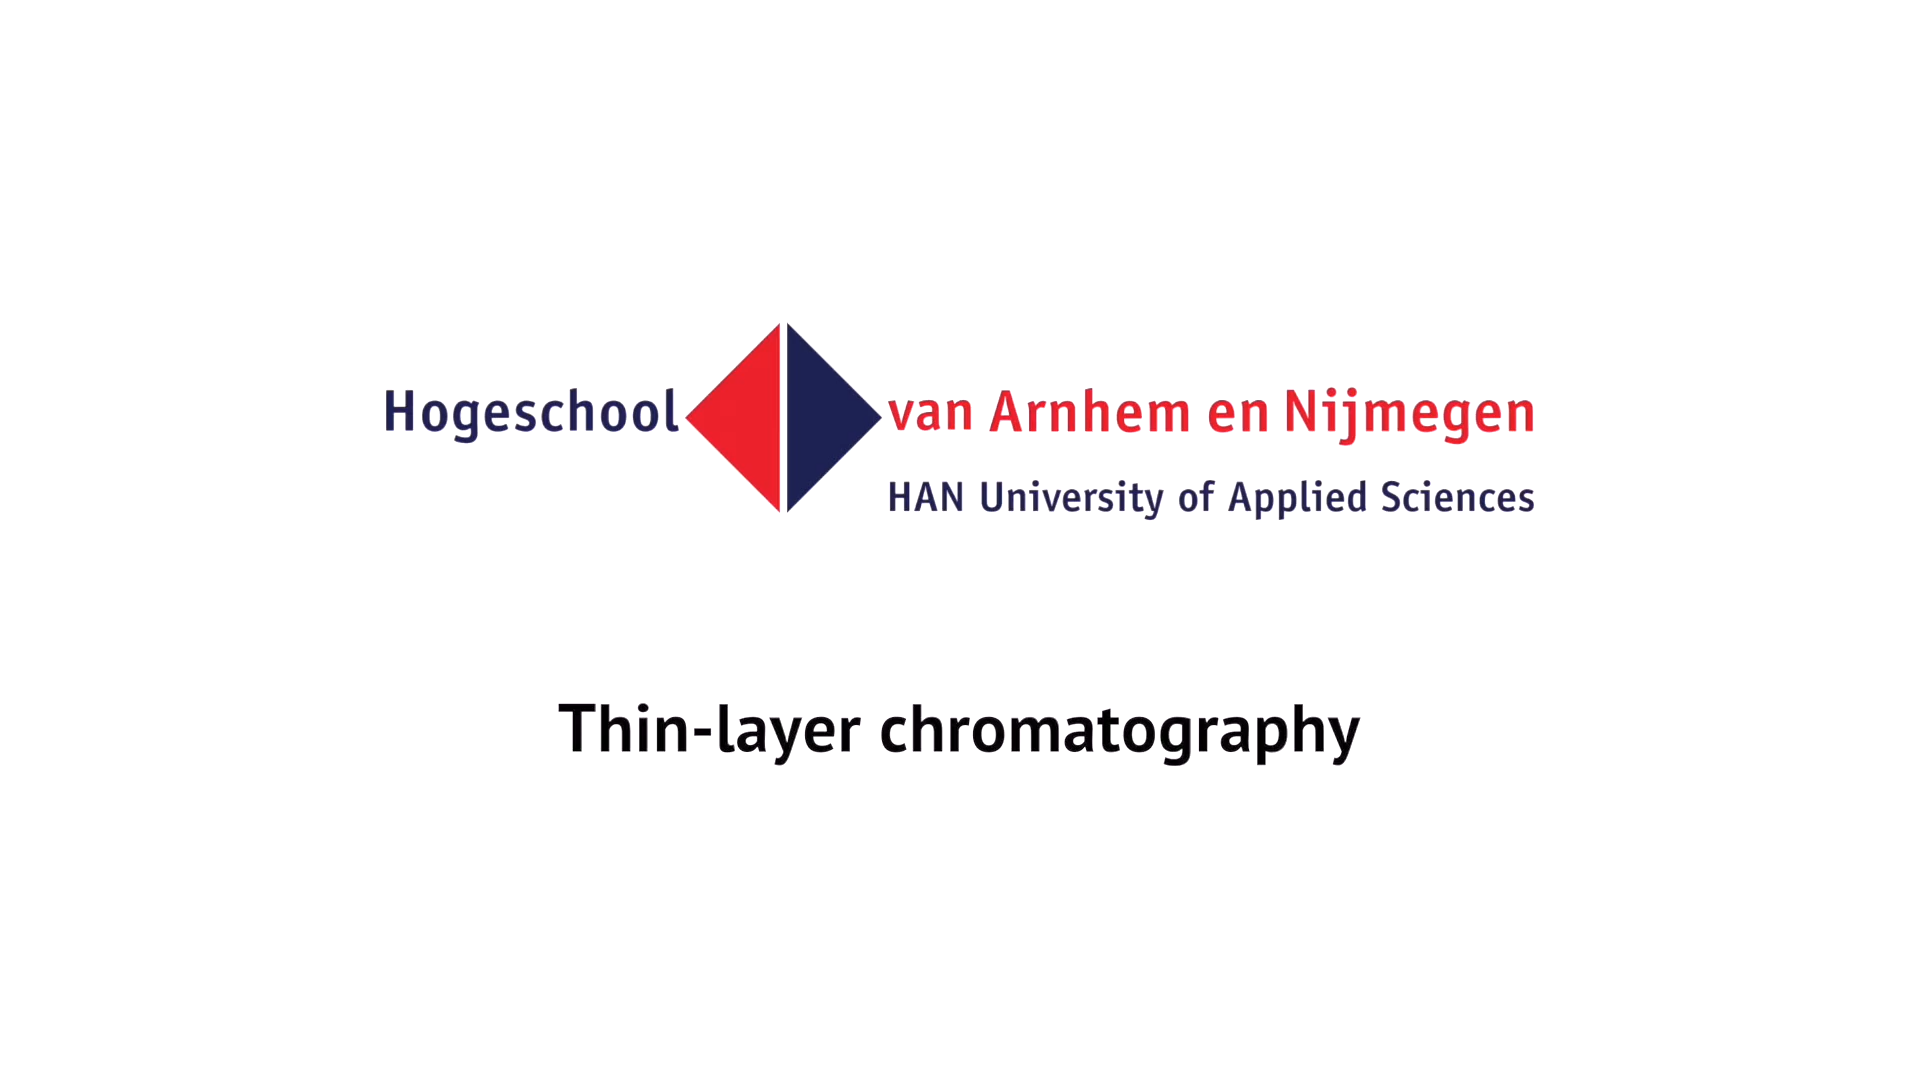 Hogeschool van Arnhem en Nijmegen
HAN University of Applied Sciences
Thin-layer chromatography